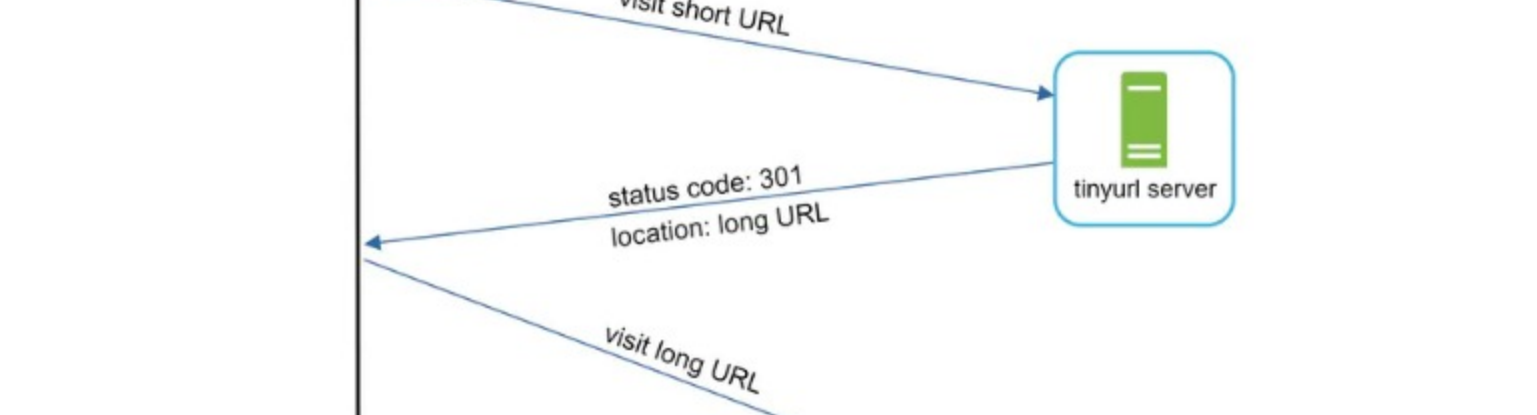 visit short URL
tinyurl server
status code: 301
location: long URL
visit long URL